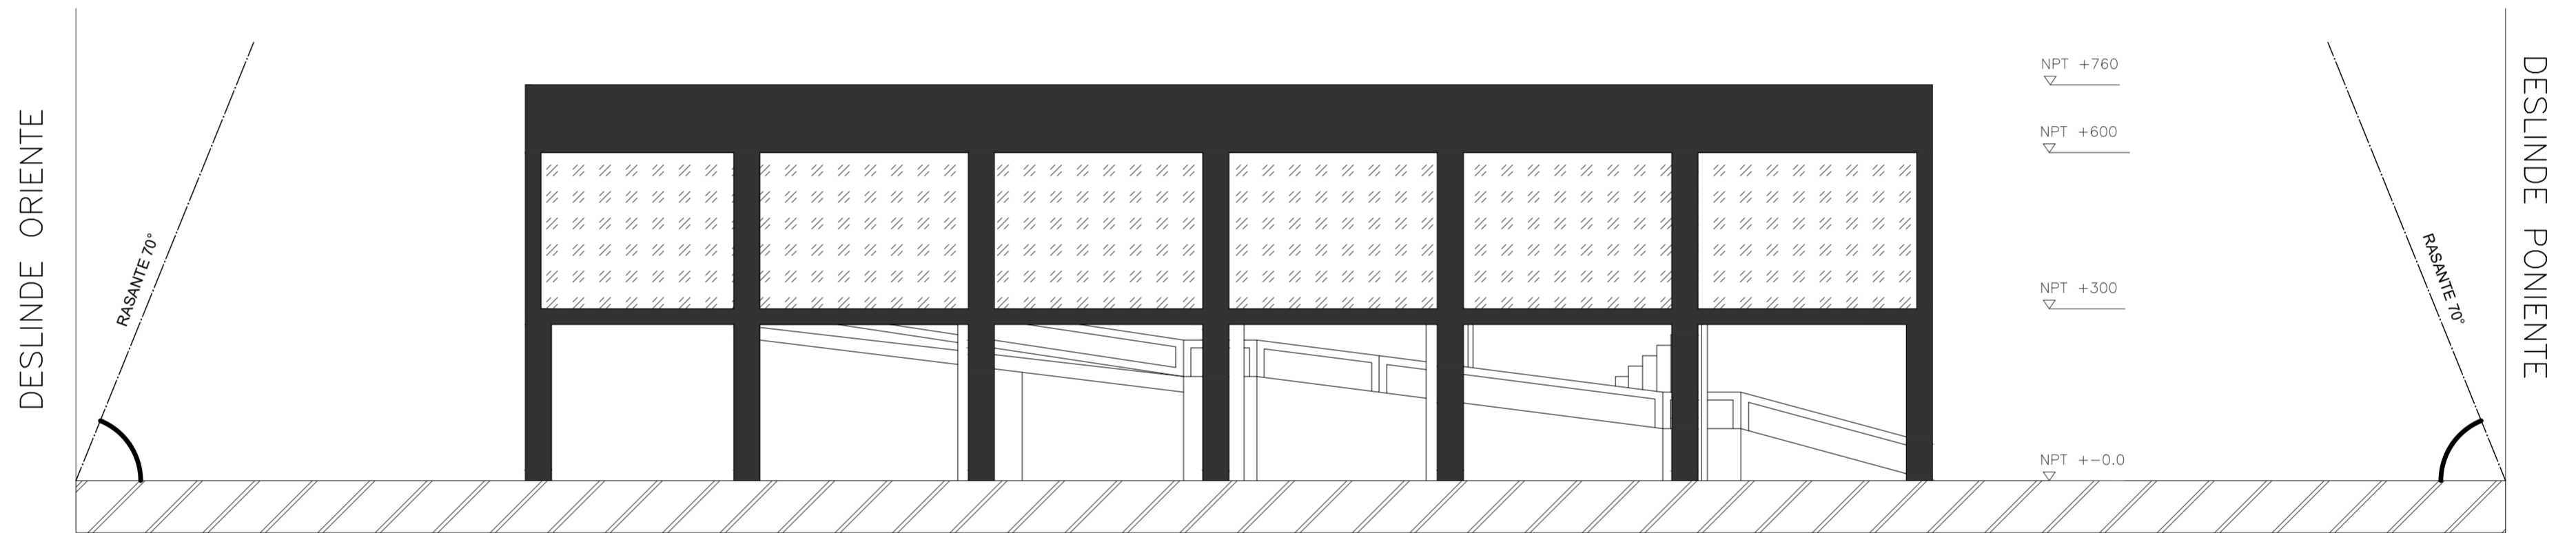 DESLINDE ORIENTE
RASANTE 70°
NPT +760
NPT +600
NPT +300
NPT +-0.0
RASANTE 70°
DESLINDE PONIENTE